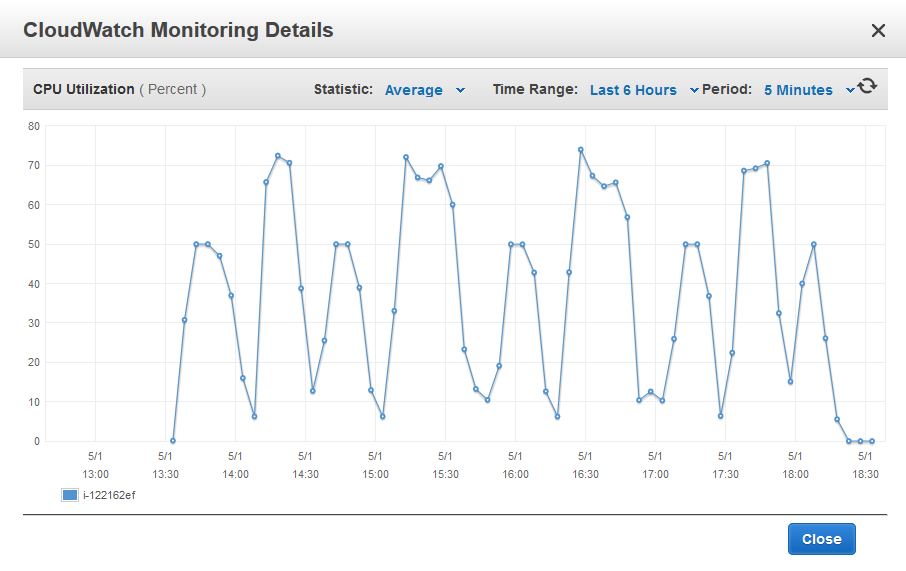 CloudWatch Monitoring Details
CPU Utilization ( Percent ) Statistic: Average Time Range: Last 6 Hours Period: 5 Minutes
80
70
60
50
40
30
20
10
0
5/1 5/1 5/1 5/1 5/1 5/1 5/1 5/1 5/1 5/1 5/1 5/1
13:00 13:30 14:00 14:30 15:00 15:30 16:00 16:30 17:00 17:30 18:00 18:30
i-122162ef
Close